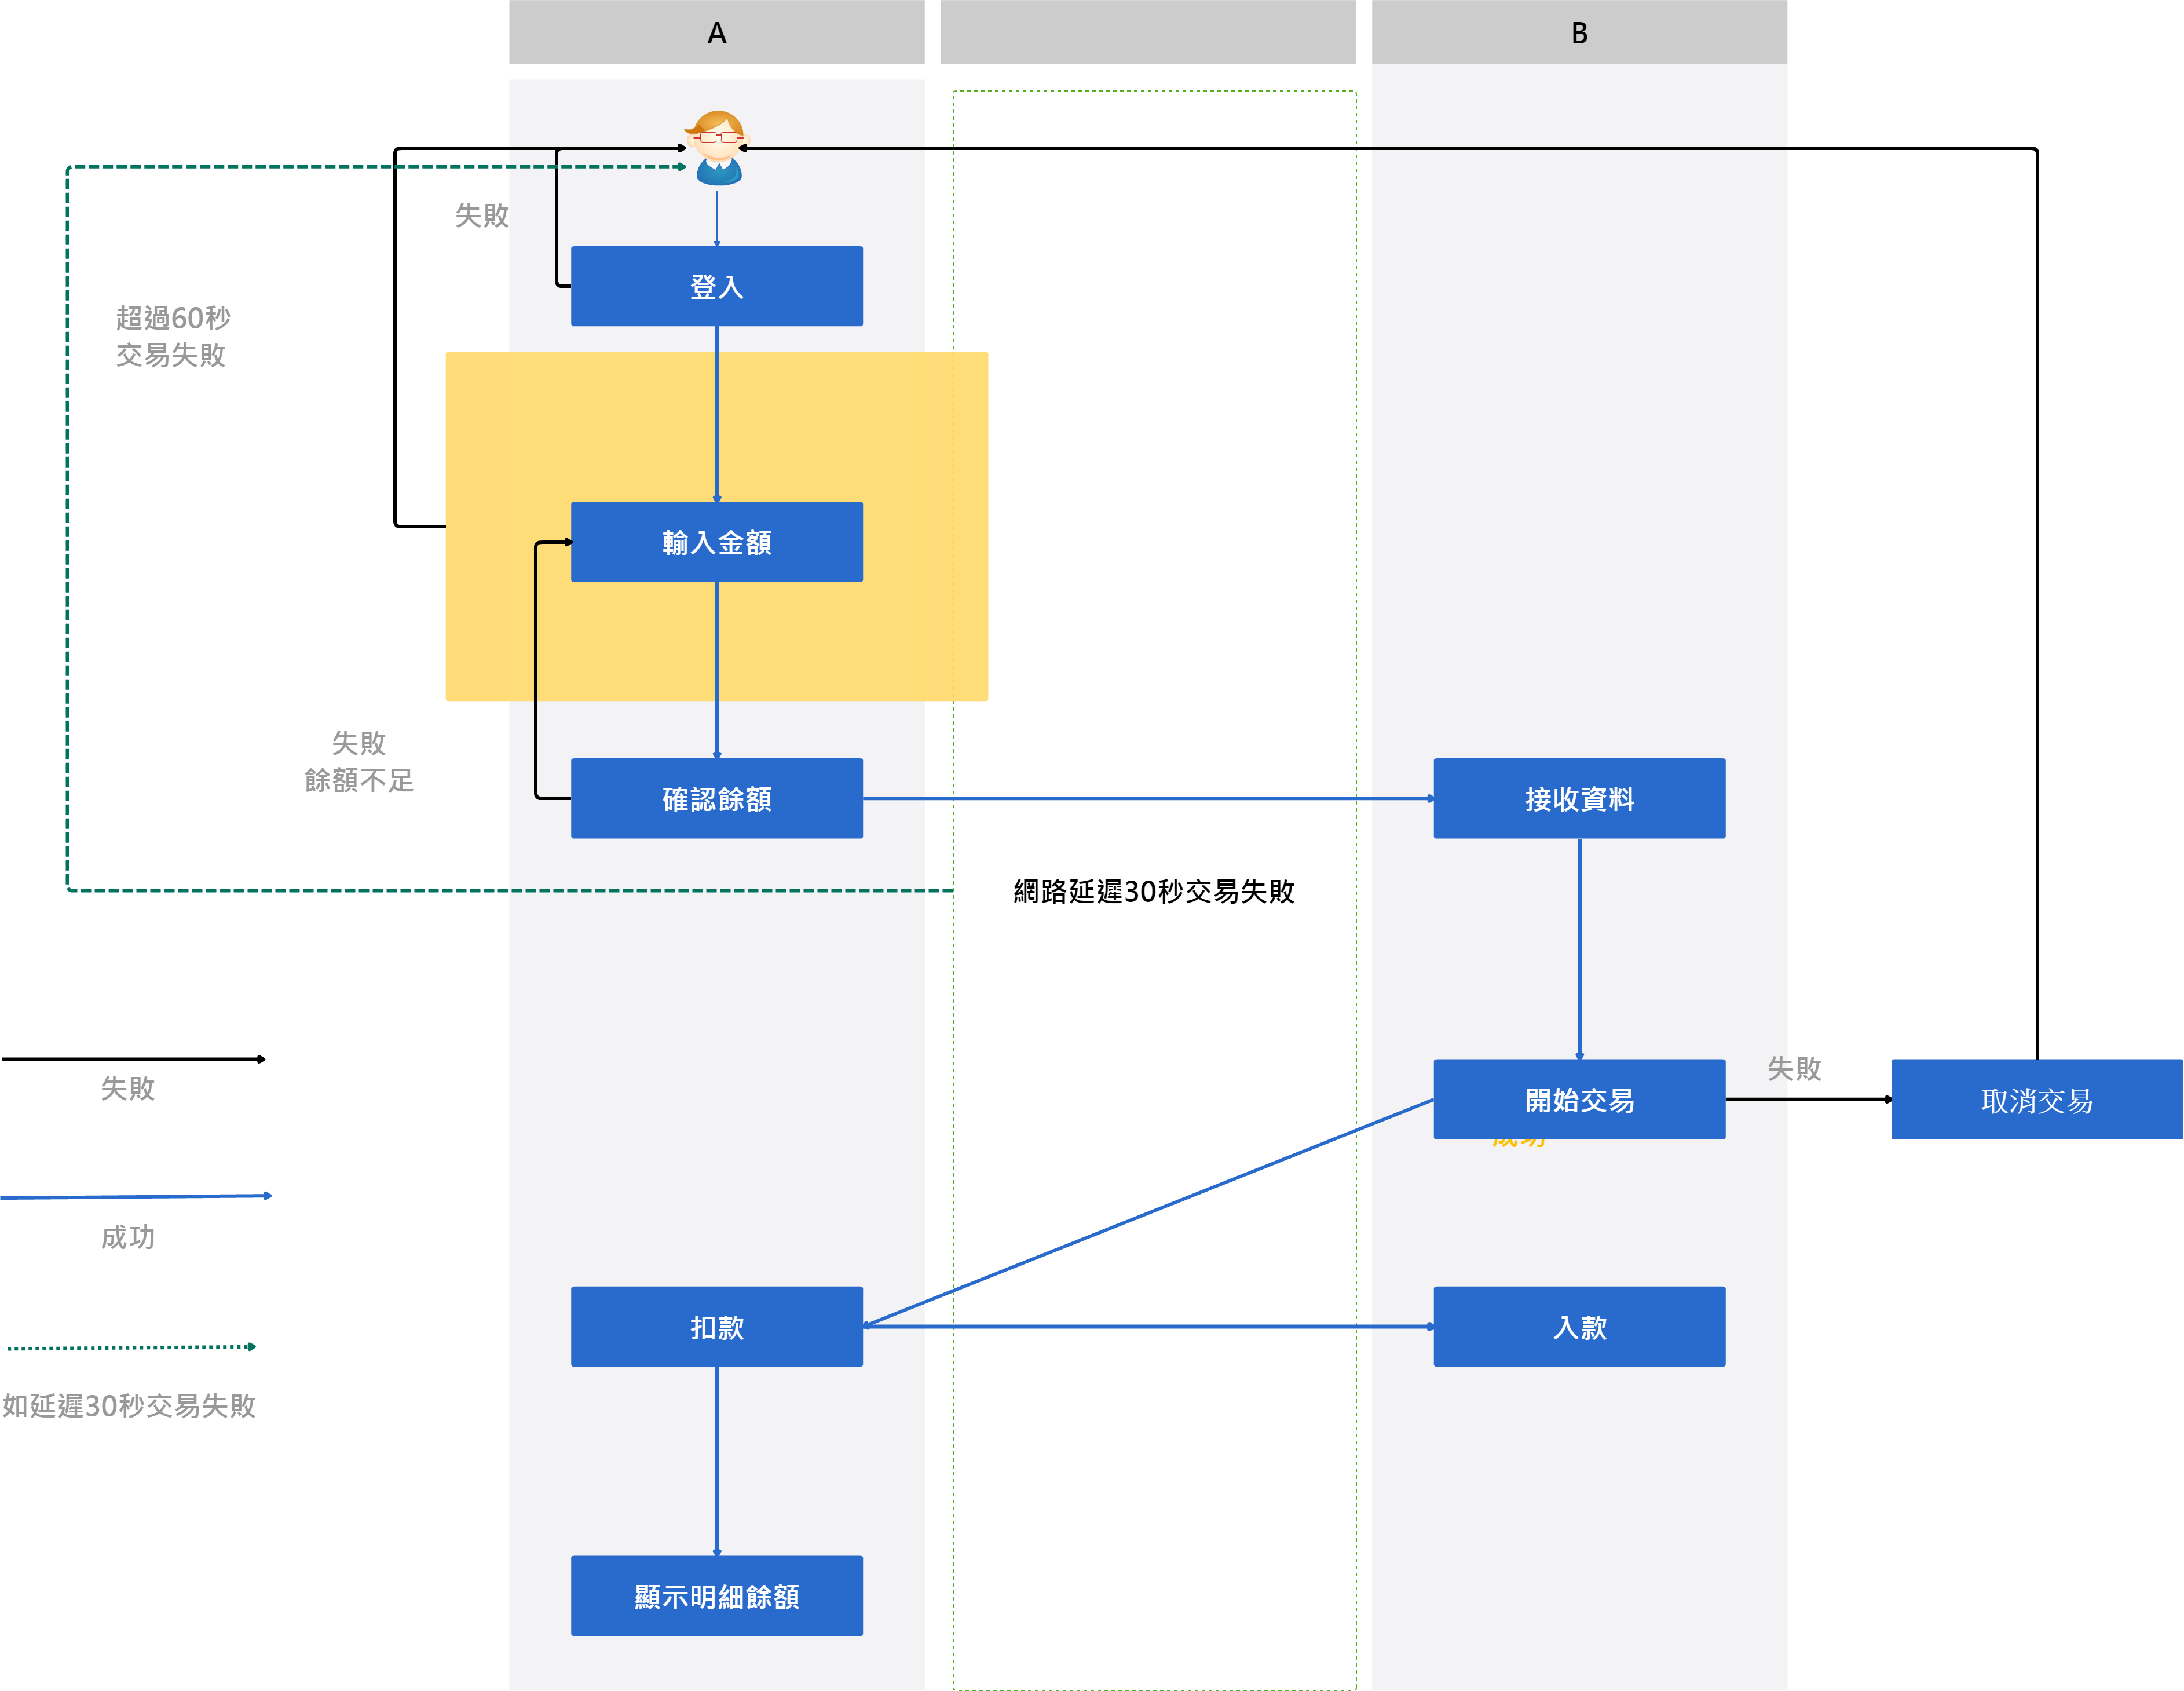 A
B
失敗
登入
超過60秒
交易失敗
輸入金額
失敗
餘額不足
確認餘額
接收資料
網路延遲30秒交易失敗
失敗
失敗
開始交易
取消交易
成功
扣款
入款
如延遲30秒交易失敗
顯示明細餘額